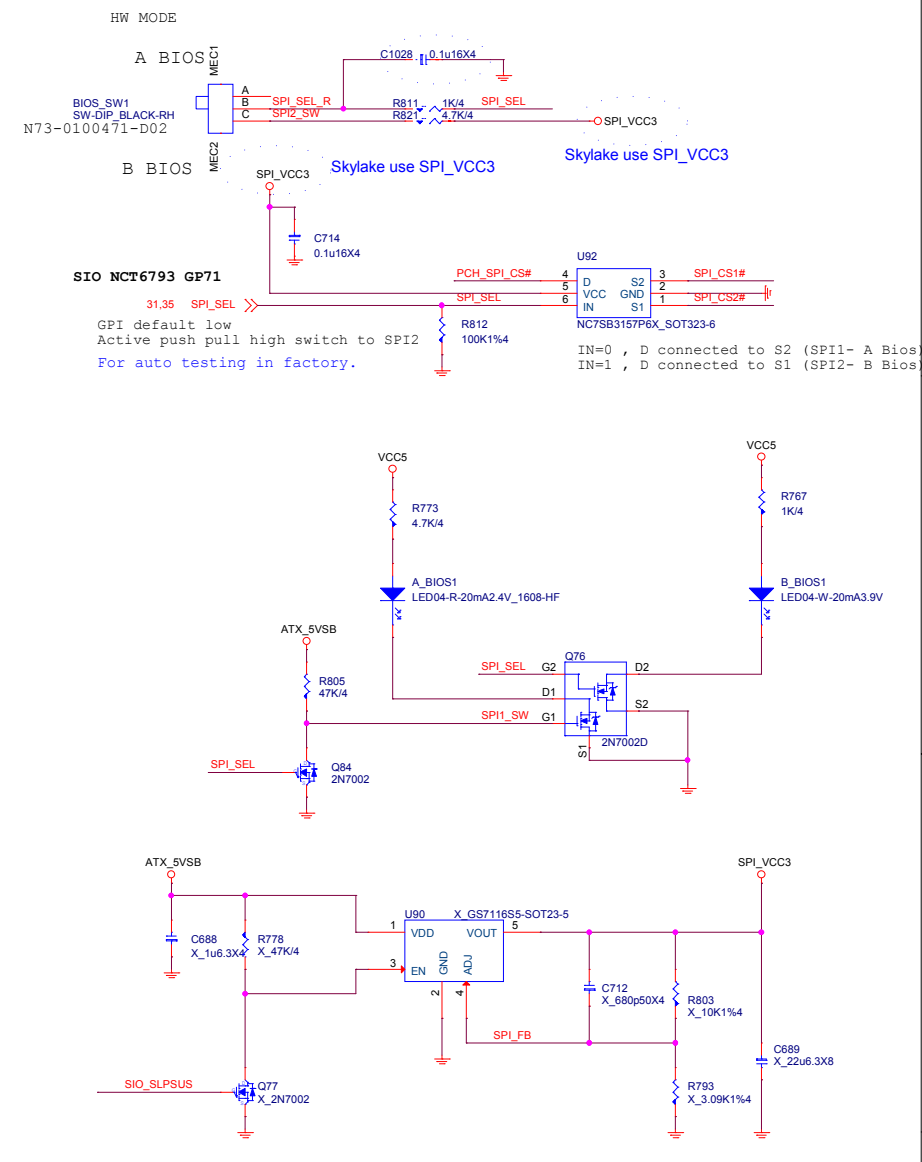 HW MODE
A BIOS
MEC1
C1028
0.1u16X4
A
BIOS_SW1
B
SPI_SEL_R
R811
1K/4
SPI_SEL
SW-DIP_BLACK-RH
C
SPI2_SW
R821
4.7K/4
SPI_VCC3
N73-0100471-D02
MEC2
B BIOS
SPI_VCC3
Skylake use SPI_VCC3
Skylake use SPI_VCC3
C714
0.1u16X4
U92
SIO NCT6793 GP71
PCH_SPI_CS#
4
D
S2
3
SPI_CS1#
5
VCC
GND
2
31,35
SPI_SEL
SPI_SEL
6
IN
S1
1
SPI_CS2#
GPI default low
R812
NC7SB3157P6X_SOT323-6
Active push pull high switch to SPI2
100K1%4
For auto testing in factory.
IN=0 , D connected to S2 (SPI1- A Bios)
IN=1 , D connected to S1 (SPI2- B Bios)
VCC5
VCC5
R773
4.7K/4
R767
1K/4
A_BIOS1
LED04-R-20mA2.4V_1608-HF
B_BIOS1
LED04-W-20mA3.9V
ATX_5VSB
Q76
SPI_SEL
G2
D2
R805
47K/4
D1
S2
SPI1_SW
G1
S1
2N7002D
SPI_SEL
Q84
2N7002
ATX_5VSB
SPI_VCC3
U90
X_GS7116S5-SOT23-5
1
VDD
VOUT
5
C688
X_1u6.3X4
R778
X_47K/4
3
EN
GND
ADJ
2
4
C712
X_680p50X4
R803
X_10K1%4
SPI_FB
C689
X_22u6.3X8
SIO_SLPSUS
Q77
X_2N7002
R793
X_3.09K1%4